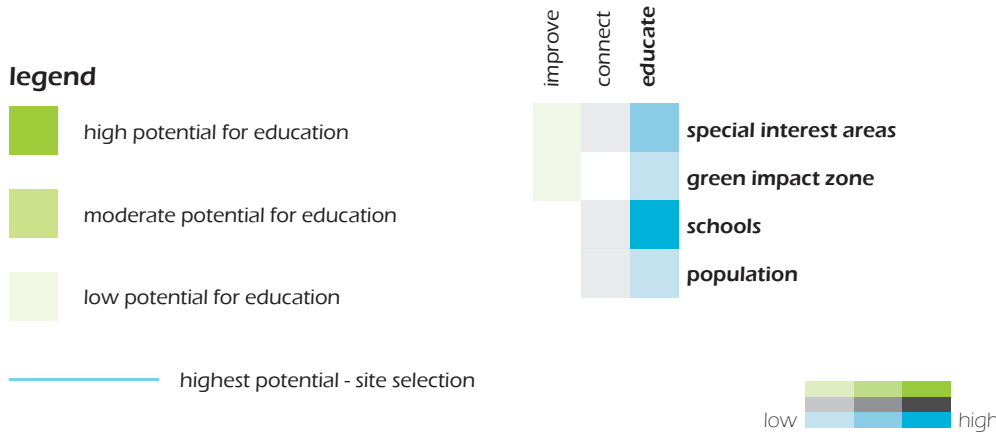 legend
high potential for education
moderate potential for education
low potential for education
highest potential - site selection
improve
connect
educate
special interest areas
green impact zone
schools
population
low
high